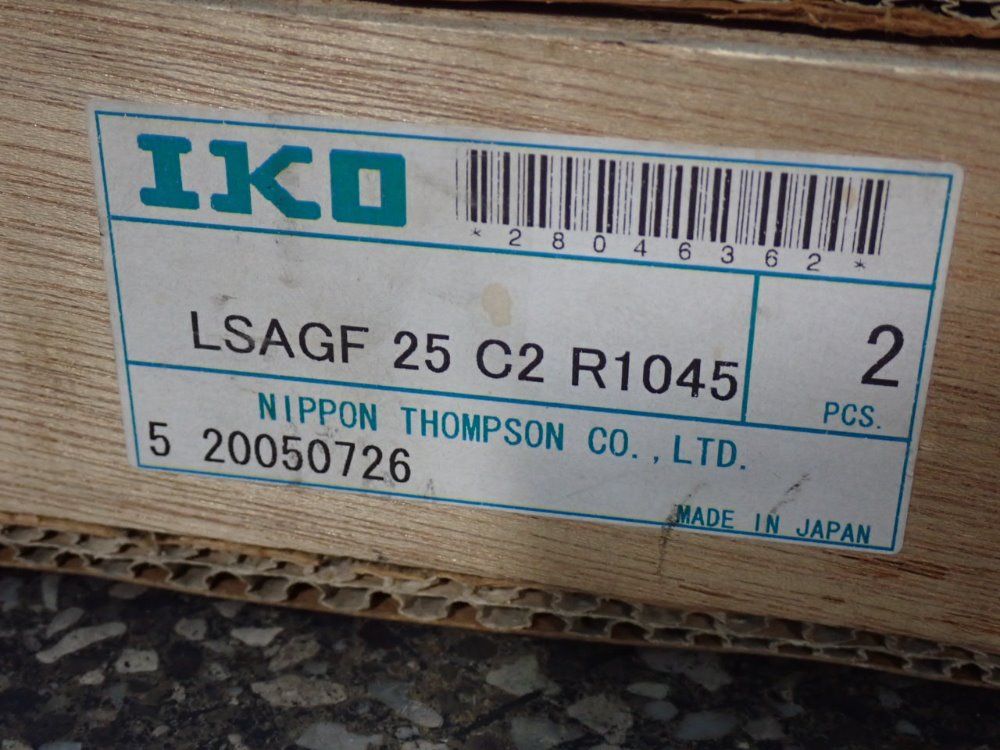 IKO
*28046362*
LSAGF 25 C2 R1045
2
PCS.
NIPPON THOMPSON CO.,LTD.
5 20050726
MADE IN JAPAN